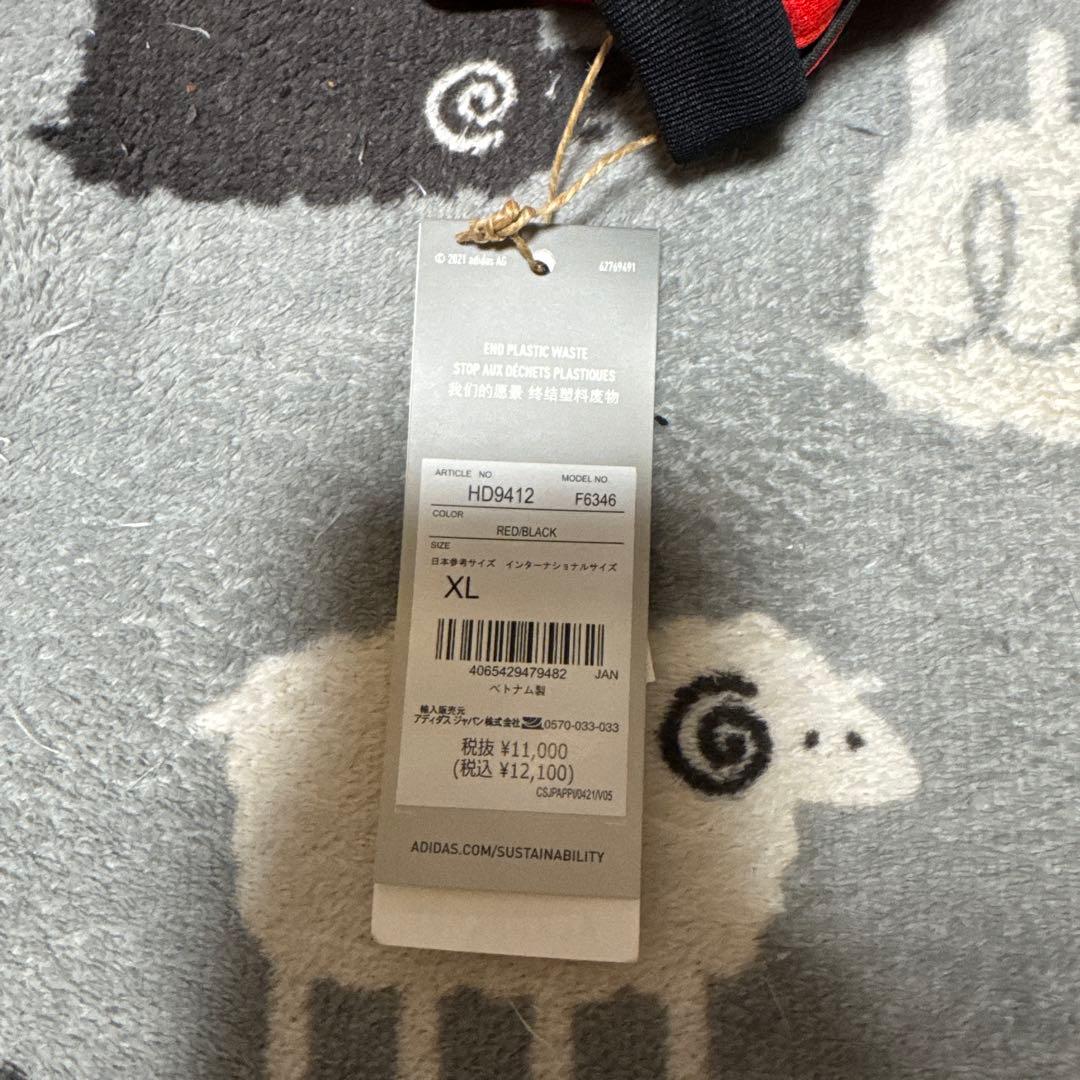 © 2021 adidas AG
62769691
END PLASTIC WASTE
STOP AUX DÉCHETS PLASTIQUES
我们的愿景 终结塑料废物
ARTICLE NO
MODEL NO
HD9412
F6346
COLOR
RED/BLACK
SIZE
日本参考サイズ インターナショナルサイズ
XL
4065429479482 JAN
ベトナム製
輸入販売元
アディダス ジャパン株式会社 0570-033-033
税抜 ¥11,000
(税込 ¥12,100)
CSJPAPPI/0421/V05
ADIDAS.COM/SUSTAINABILITY